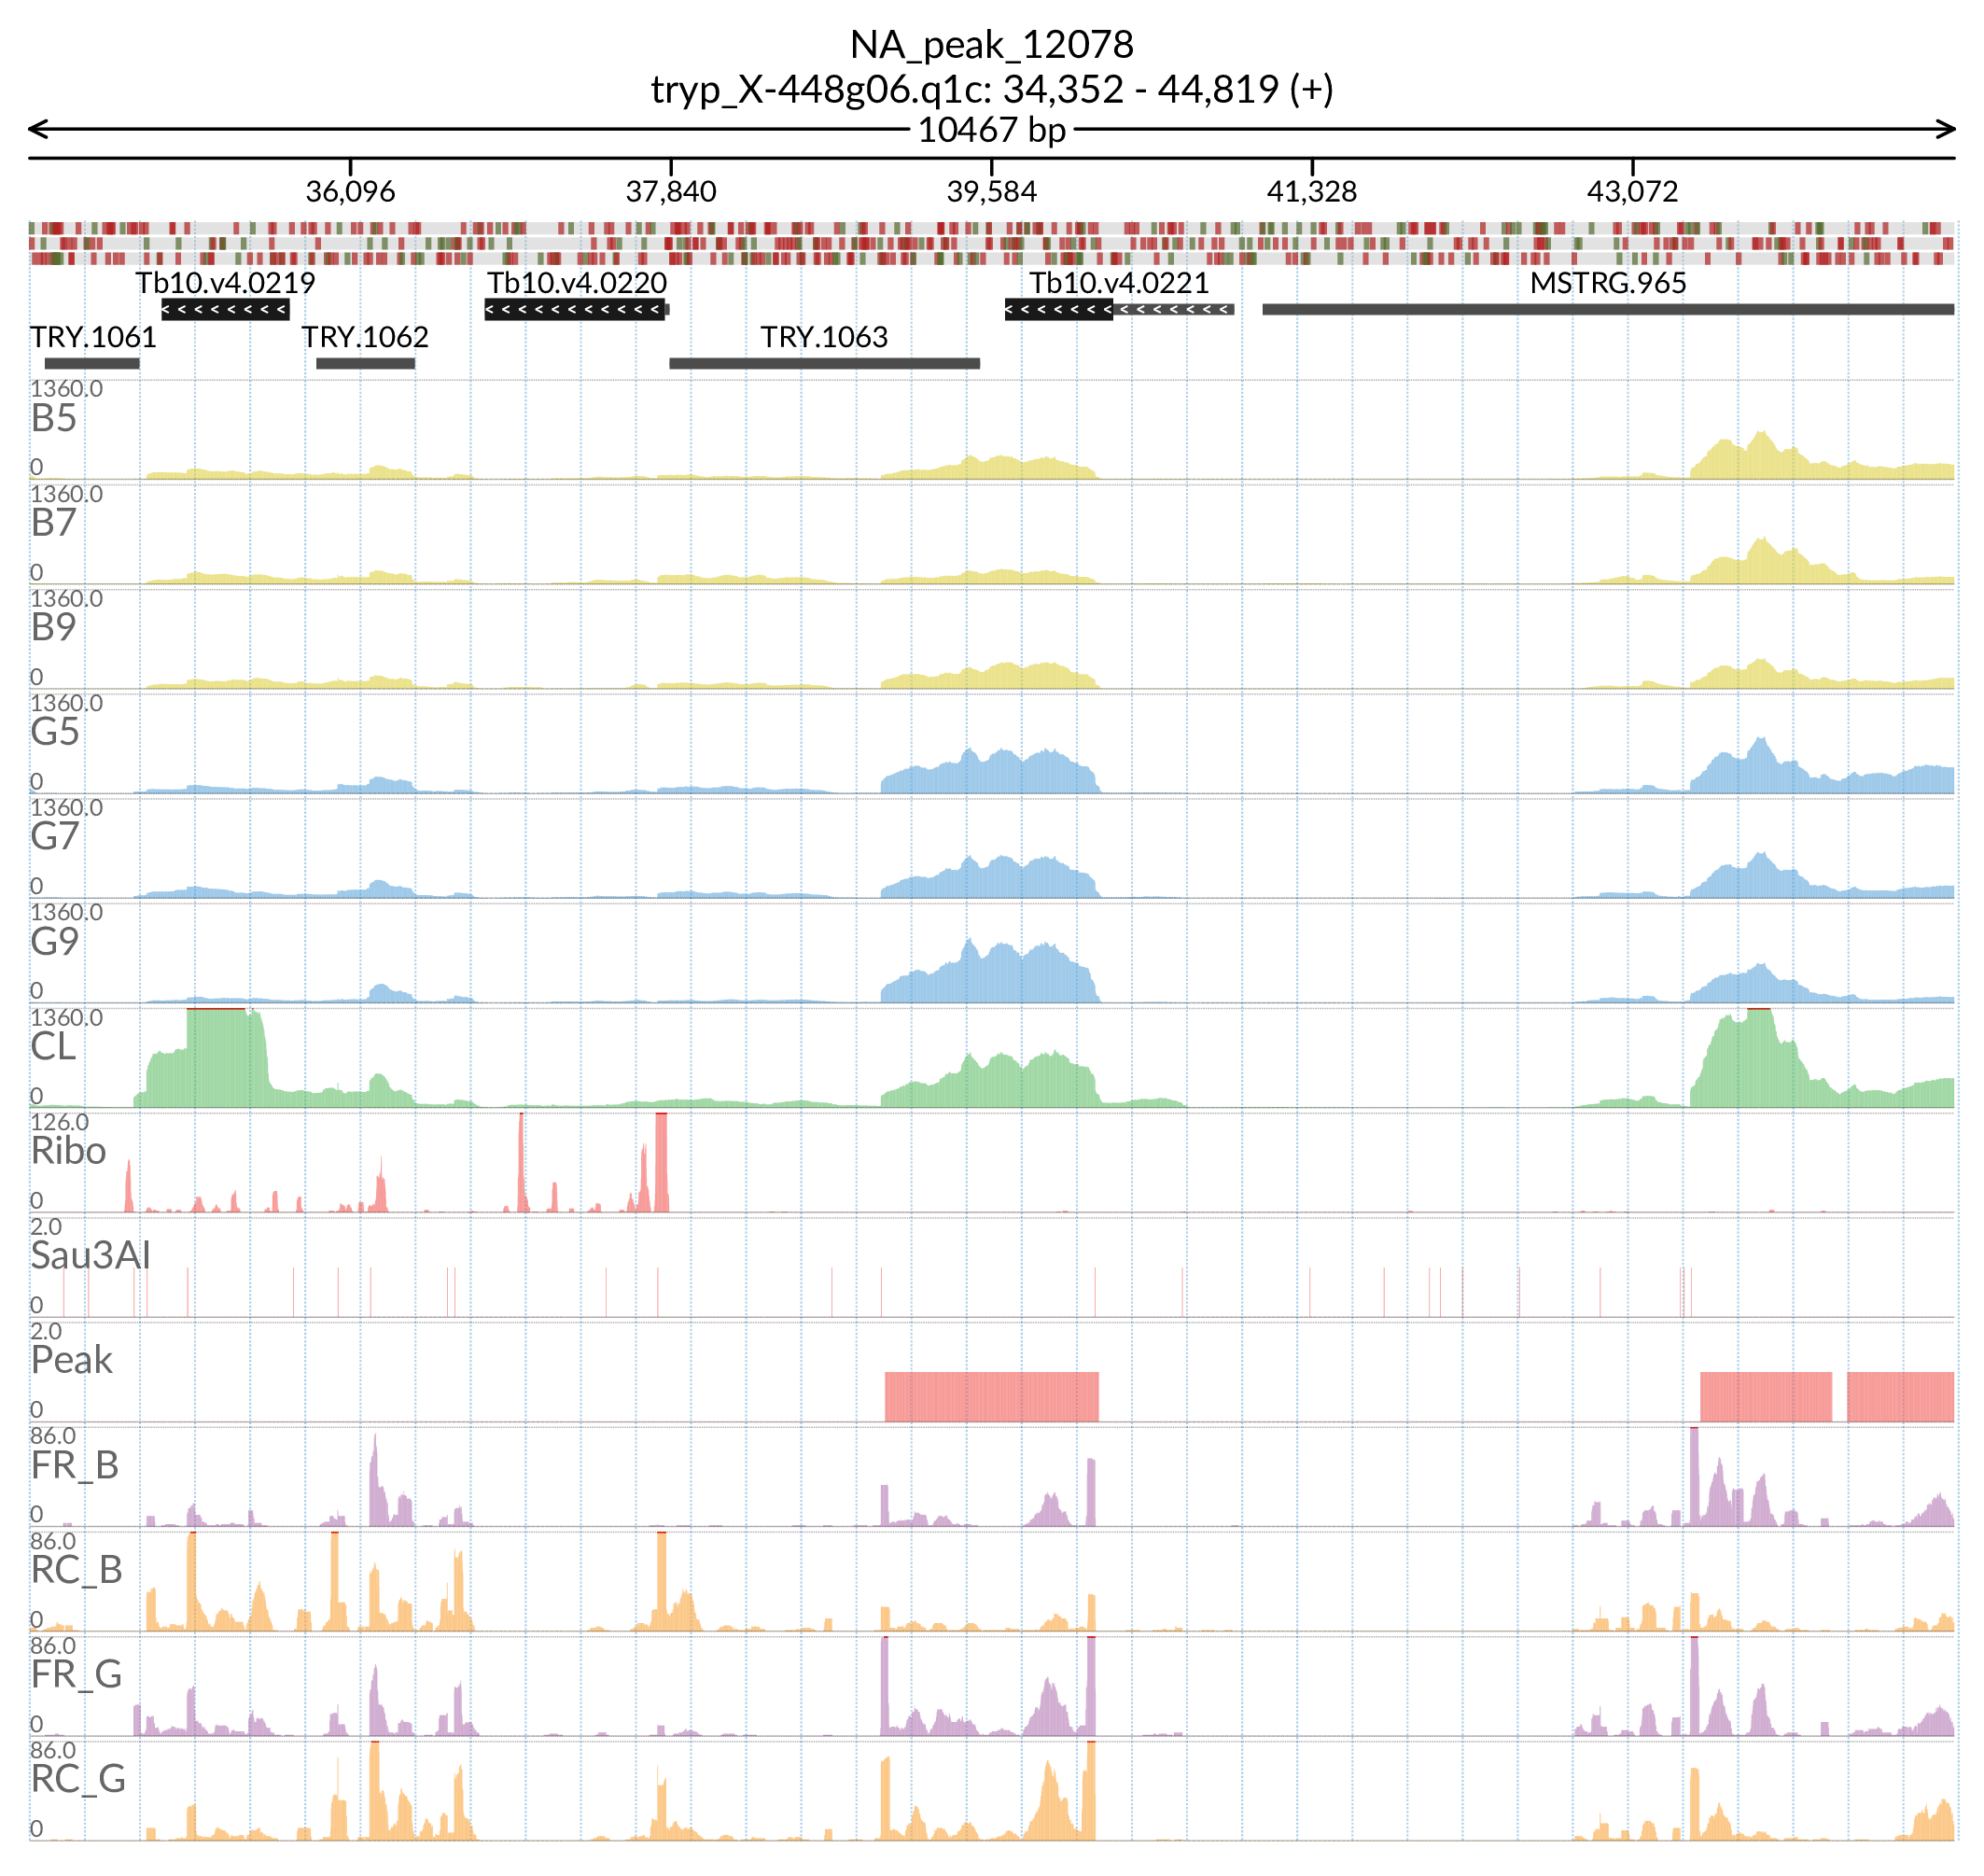 NA_peak_12078
tryp_X-448g06.q1c: 34,352 - 44,819 (+)
10467 bp
36,096 37,840 39,584 41,328 43,072
Tb10.v4.0219 Tb10.v4.0220 Tb10.v4.0221 MSTRG.965
TRY.1061 TRY.1062 TRY.1063
1360.0
B5
0
1360.0
B7
0
1360.0
B9
0
1360.0
G5
0
1360.0
G7
0
1360.0
G9
0
1360.0
CL
0
126.0
Ribo
0
2.0
Sau3AI
0
2.0
Peak
0
86.0
FR_B
0
86.0
RC_B
0
86.0
FR_G
0
86.0
RC_G
0